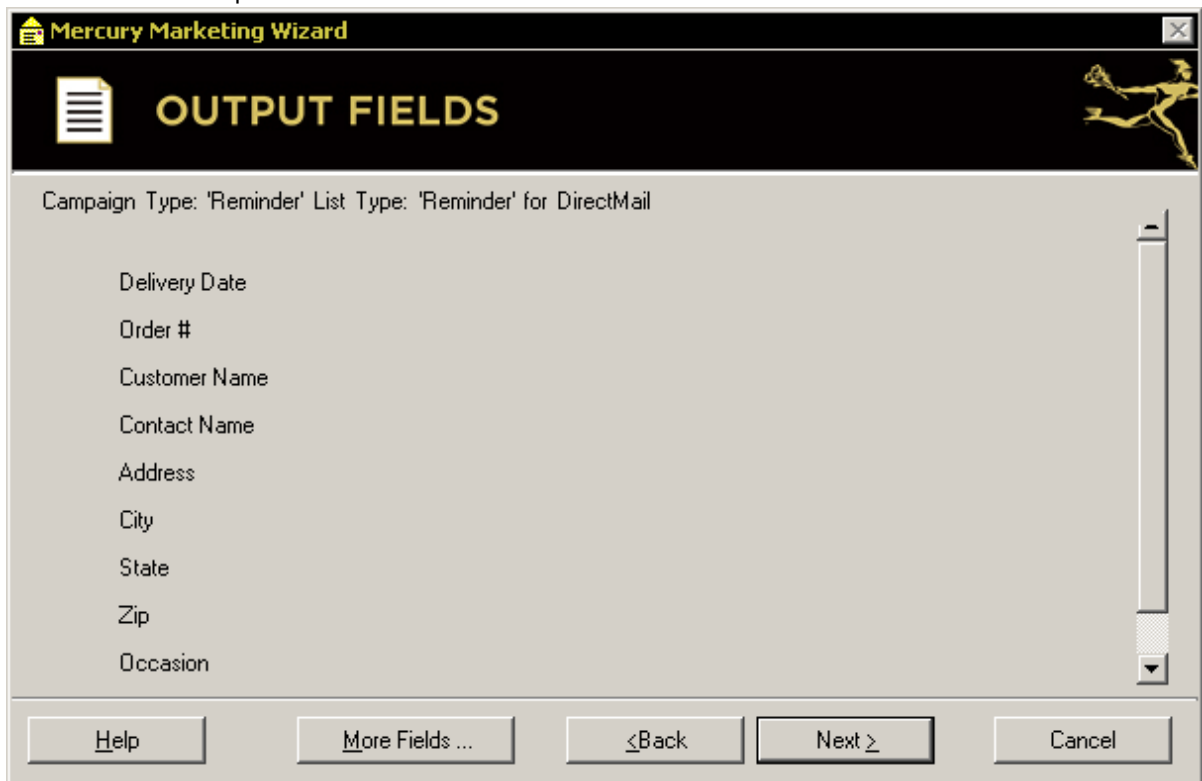 Mercury Marketing Wizard
OUTPUT FIELDS
Campaign Type: 'Reminder' List Type: 'Reminder' for DirectMail
Delivery Date
Order #
Customer Name
Contact Name
Address
City
State
Zip
Occasion
Help More Fields ... <Back Next > Cancel